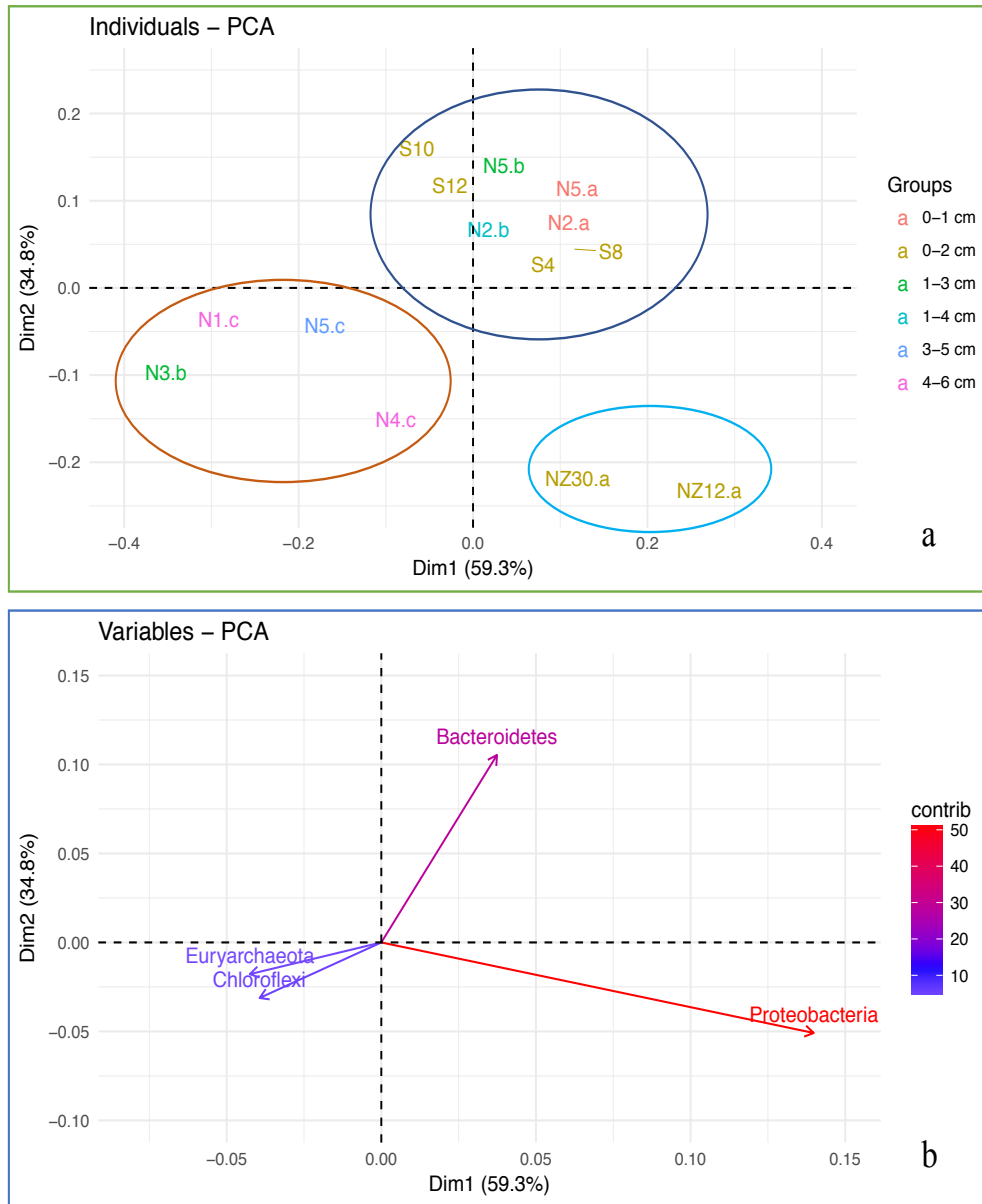 Individuals − PCA
0.2
0.1
0.0
−0.1
−0.2
Dim2 (34.8%)
S10
N5.b
S12
N5.a
N2.a
N2.b
S8
S4
N1.c
N5.c
N3.b
N4.c
NZ30.a
NZ12.a
−0.4
−0.2
0.0
0.2
0.4
Dim1 (59.3%)
Groups
a 0−1 cm
a 0−2 cm
a 1−3 cm
a 1−4 cm
a 3−5 cm
a 4−6 cm
a
Variables − PCA
0.15
0.10
0.05
0.00
−0.05
−0.10
Dim2 (34.8%)
Bacteroidetes
Euryarchaeota
Chloroflexi
Proteobacteria
−0.05
0.00
0.05
0.10
0.15
Dim1 (59.3%)
contrib
50
40
30
20
10
b